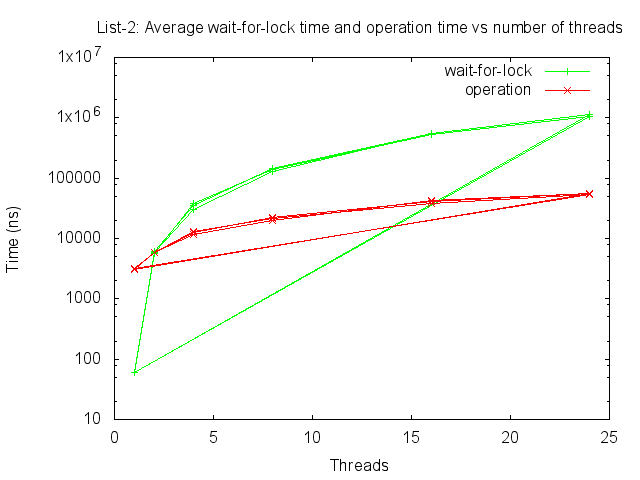 List-2: Average wait-for-lock time and operation time vs number of threads
1x10^7
1x10^6
100000
10000
1000
100
10
Time (ns)
wait-for-lock
operation
0 5 10 15 20 25
Threads